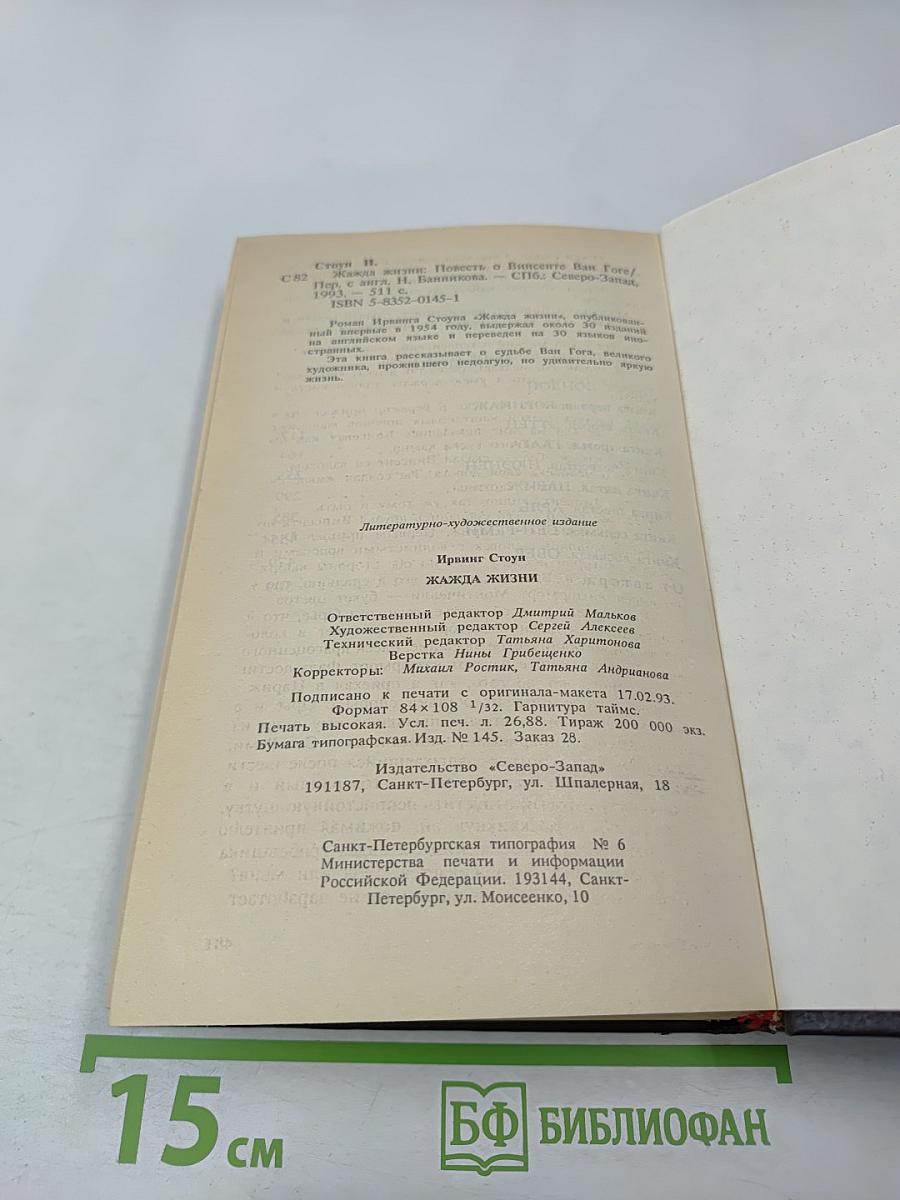 Стоун И.
С 82 Жажда жизни: Повесть о Винсенте Ван Гоге/
Пер. с англ. Н. Банникова. — СПб.: Северо-Запад,
1993. — 511 с.
ISBN 5-8352-0145-1
Роман Ирвинга Стоуна «Жажда жизни», опубликован-
ный впервые в 1954 году, выдержал около 30 изданий
на английском языке и переведен на 30 языков ино-
странных.
Эта книга рассказывает о судьбе Ван Гога, великого
художника, прожившего недолгую, но удивительно яркую
жизнь.
Литературно-художественное издание
Ирвинг Стоун
ЖАЖДА ЖИЗНИ
Ответственный редактор Дмитрий Мальков
Художественный редактор Сергей Алексеев
Технический редактор Татьяна Харитонова
Верстка Нины Грибещенко
Корректоры: Михаил Ростик, Татьяна Андрианова
Подписано к печати с оригинала-макета 17.02.93.
Формат 84×108 1/32. Гарнитура таймс.
Печать высокая. Усл. печ. л. 26,88. Тираж 200 000 экз.
Бумага типографская. Изд. № 145. Заказ 28.
Издательство «Северо-Запад»
191187, Санкт-Петербург, ул. Шпалерная, 18
Санкт-Петербургская типография № 6
Министерства печати и информации
Российской Федерации. 193144, Санкт-
Петербург, ул. Моисеенко, 10
15 см
БФ БИБЛИОФАН